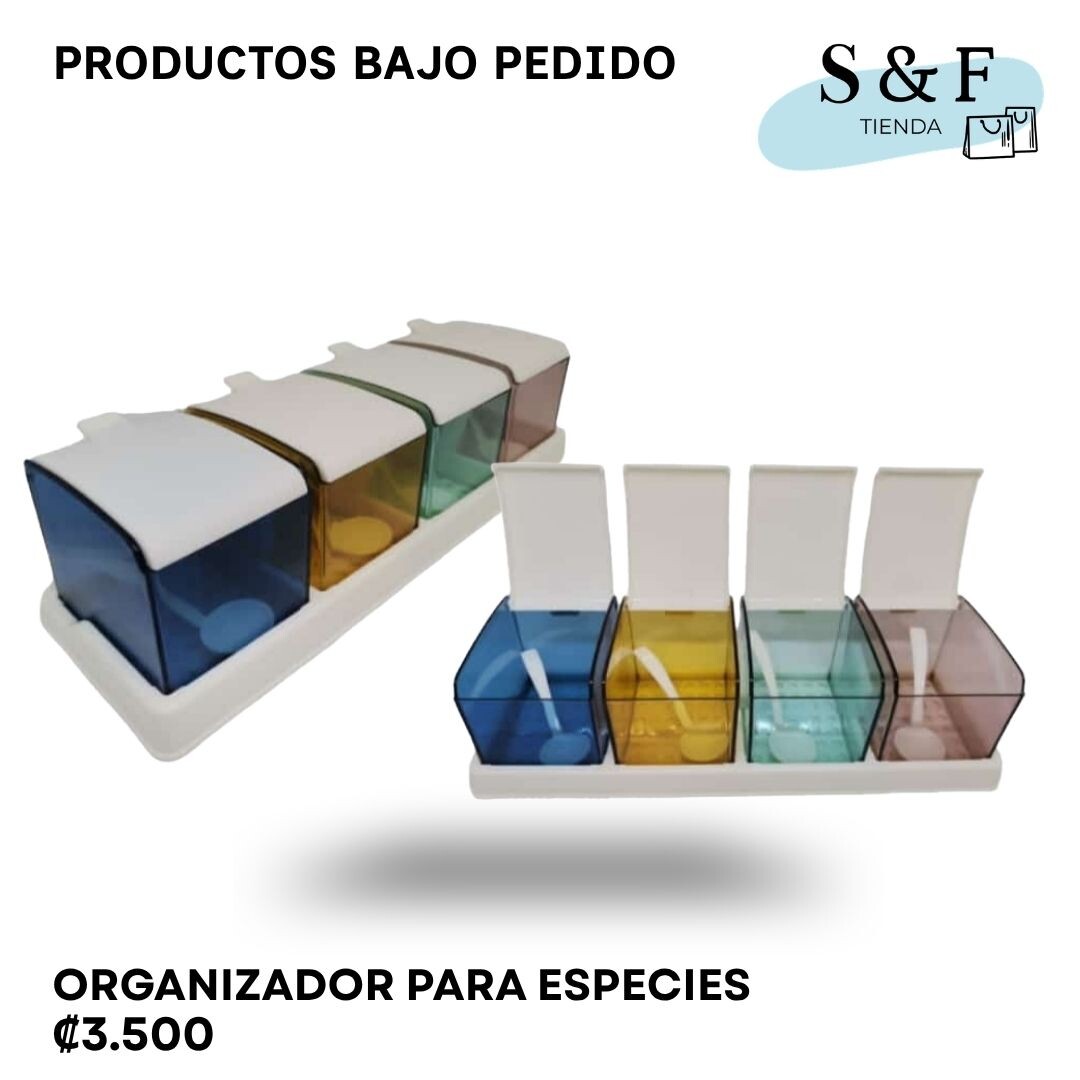 PRODUCTOS BAJO PEDIDO
S & F
TIENDA
ORGANIZADOR PARA ESPECIES
₡3.500